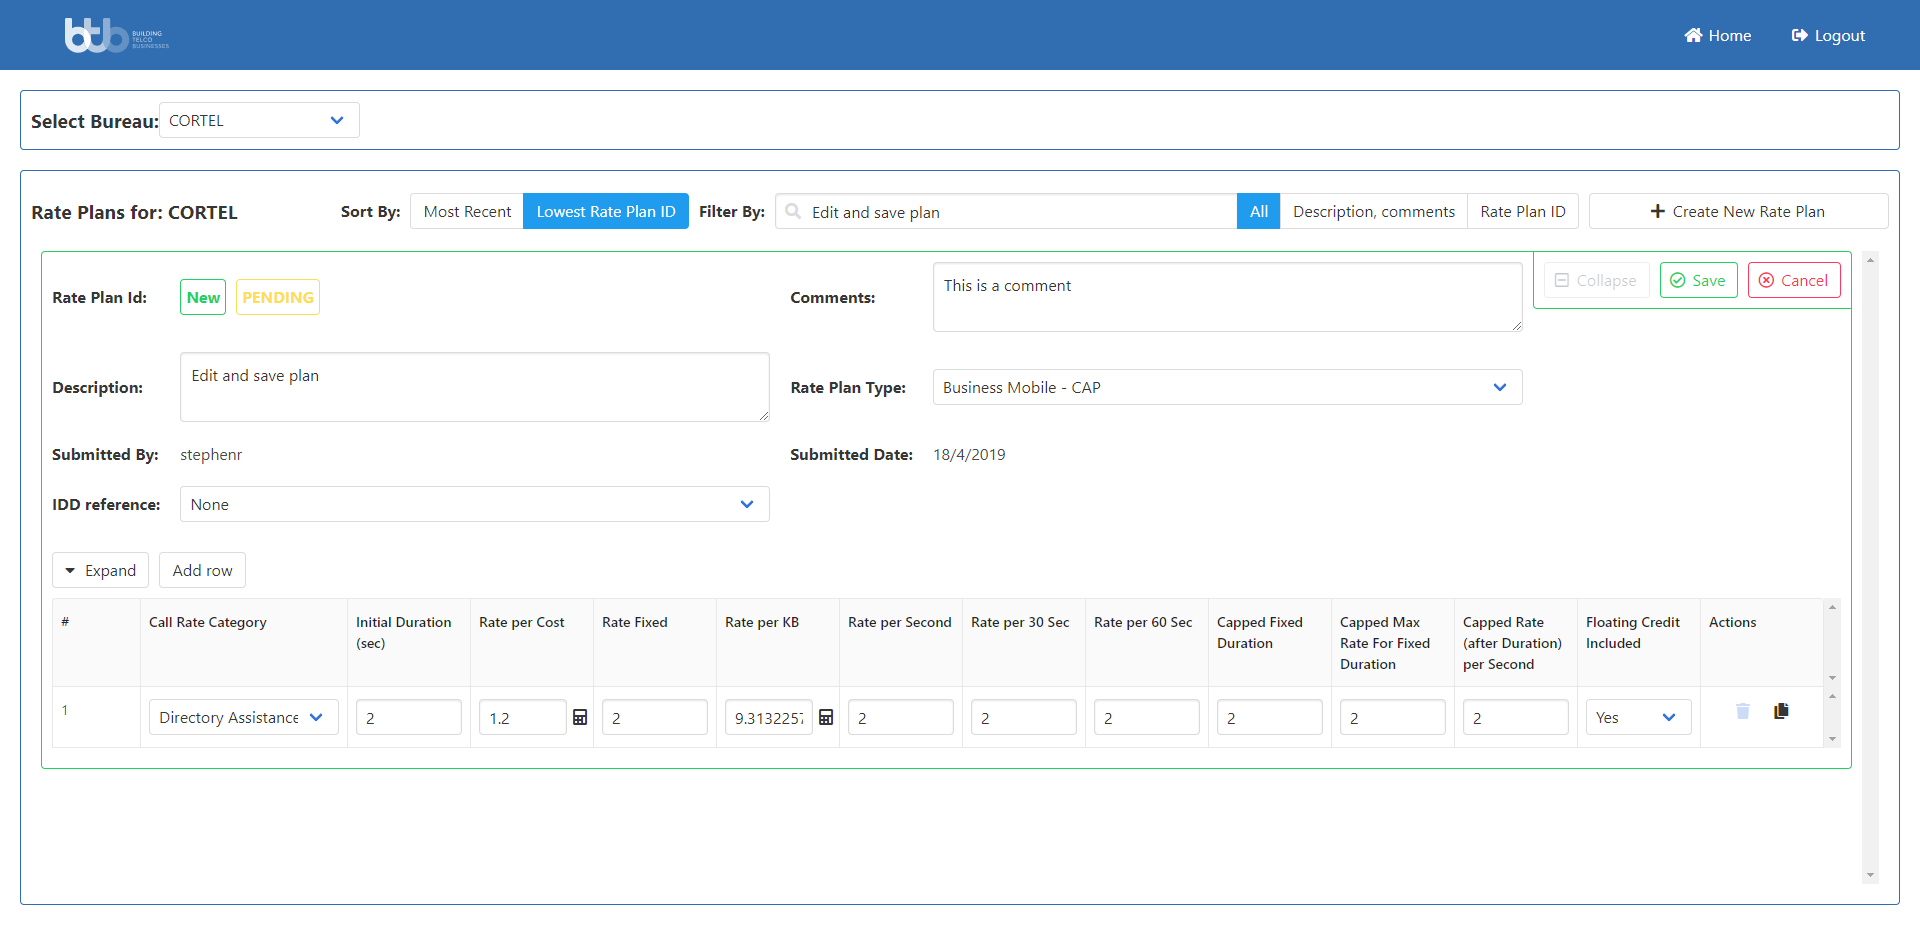 btb BUILDING TELCO BUSINESSES
Home
Logout
Select Bureau: CORTEL
Rate Plans for: CORTEL
Sort By: Most Recent Lowest Rate Plan ID
Filter By: Edit and save plan All Description, comments Rate Plan ID
Create New Rate Plan
Rate Plan Id: New PENDING
Comments: This is a comment
Collapse Save Cancel
Description: Edit and save plan
Rate Plan Type: Business Mobile - CAP
Submitted By: stephenr
Submitted Date: 18/4/2019
IDD reference: None
Expand Add row
# Call Rate Category Initial Duration (sec) Rate per Cost Rate Fixed Rate per KB Rate per Second Rate per 30 Sec Rate per 60 Sec Capped Fixed Duration Capped Max Rate For Fixed Duration Capped Rate (after Duration) per Second Floating Credit Included Actions
1 Directory Assistance 2 1.2 2 9.3132257 2 2 2 2 2 2 Yes